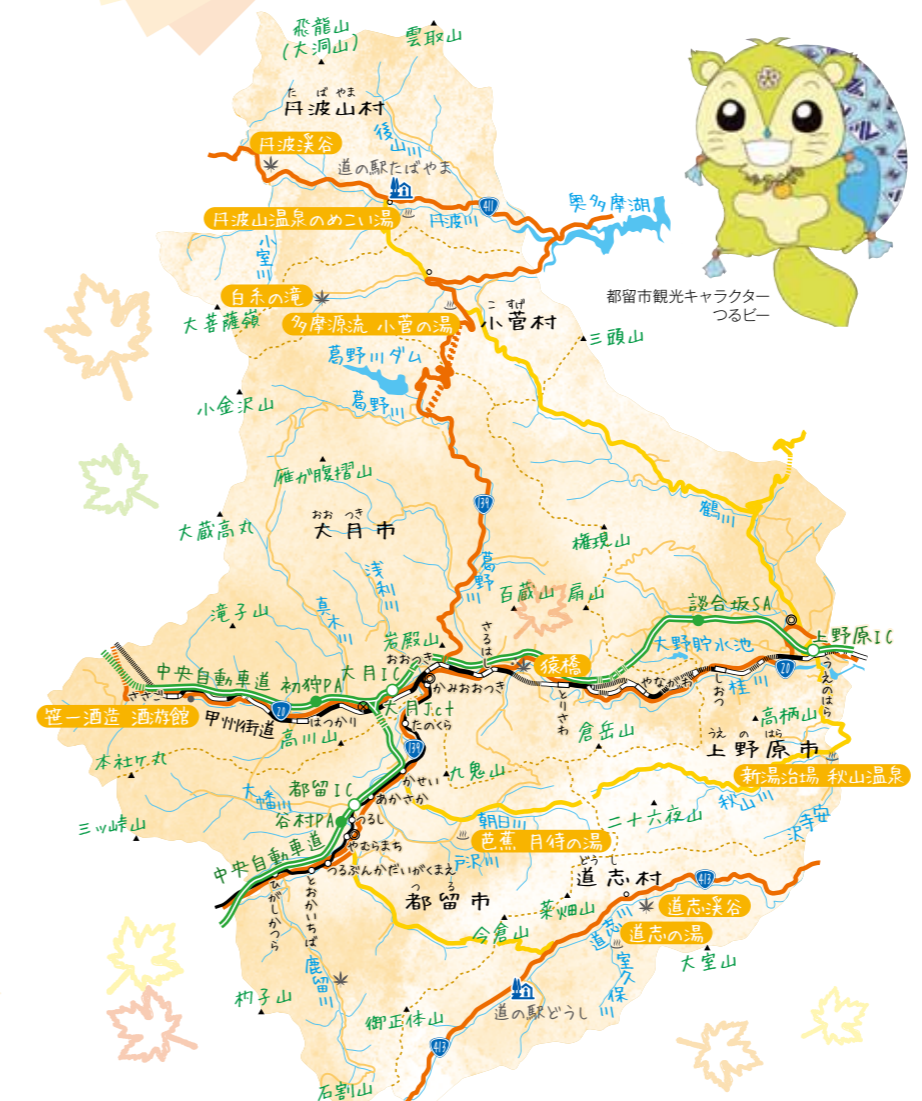 飛龍山
(大洞山)
雲取山
た ば やま
丹波山村
後山川
丹波渓谷
道の駅たばやま
411
奥多摩湖
丹波山温泉のめこい湯
丹波川
小室川
都留市観光キャラクター
つるビー
白糸の滝
大菩薩嶺
多摩源流 小菅の湯
こ すげ
小菅村
三頭山
葛野川ダム
葛野川
小金沢山
雁が腹摺山
139
鶴川
大蔵高丸
おお つき
大月市
権現山
浅利川
葛野川
百蔵山
扇山
真木川
滝子山
談合坂SA
岩殿山
さるはし
大野貯水池
上野原IC
おおつき
猿橋
中央自動車道
初狩PA
大月IC
20
ささご
かみおおつき
とりさわ
やながわ
しおつ
桂川
うえのはら
笹一酒造 酒遊館
甲州街道
20
はつかり
大月J.ct
たのくら
高川山
139
倉岳山
高柄山
うえ の はら
上野原市
本社ヶ丸
九鬼山
かせい
新湯治場 秋山温泉
都留IC
大幡川
あかさか
秋山川
谷村PA
つるし
朝日川
二十六夜山
三ッ峠山
やむらまち
芭蕉 月待の湯
戸沢川
中央自動車道
つるぶんかだいがくまえ
どう し
道志村
ひがしかつら
とおかいちば
つ る
都留市
菜畑山
413
道志渓谷
今倉山
道志川
道志の湯
大室山
鹿留川
室久保川
杓子山
道の駅どうし
御正体山
413
石割山